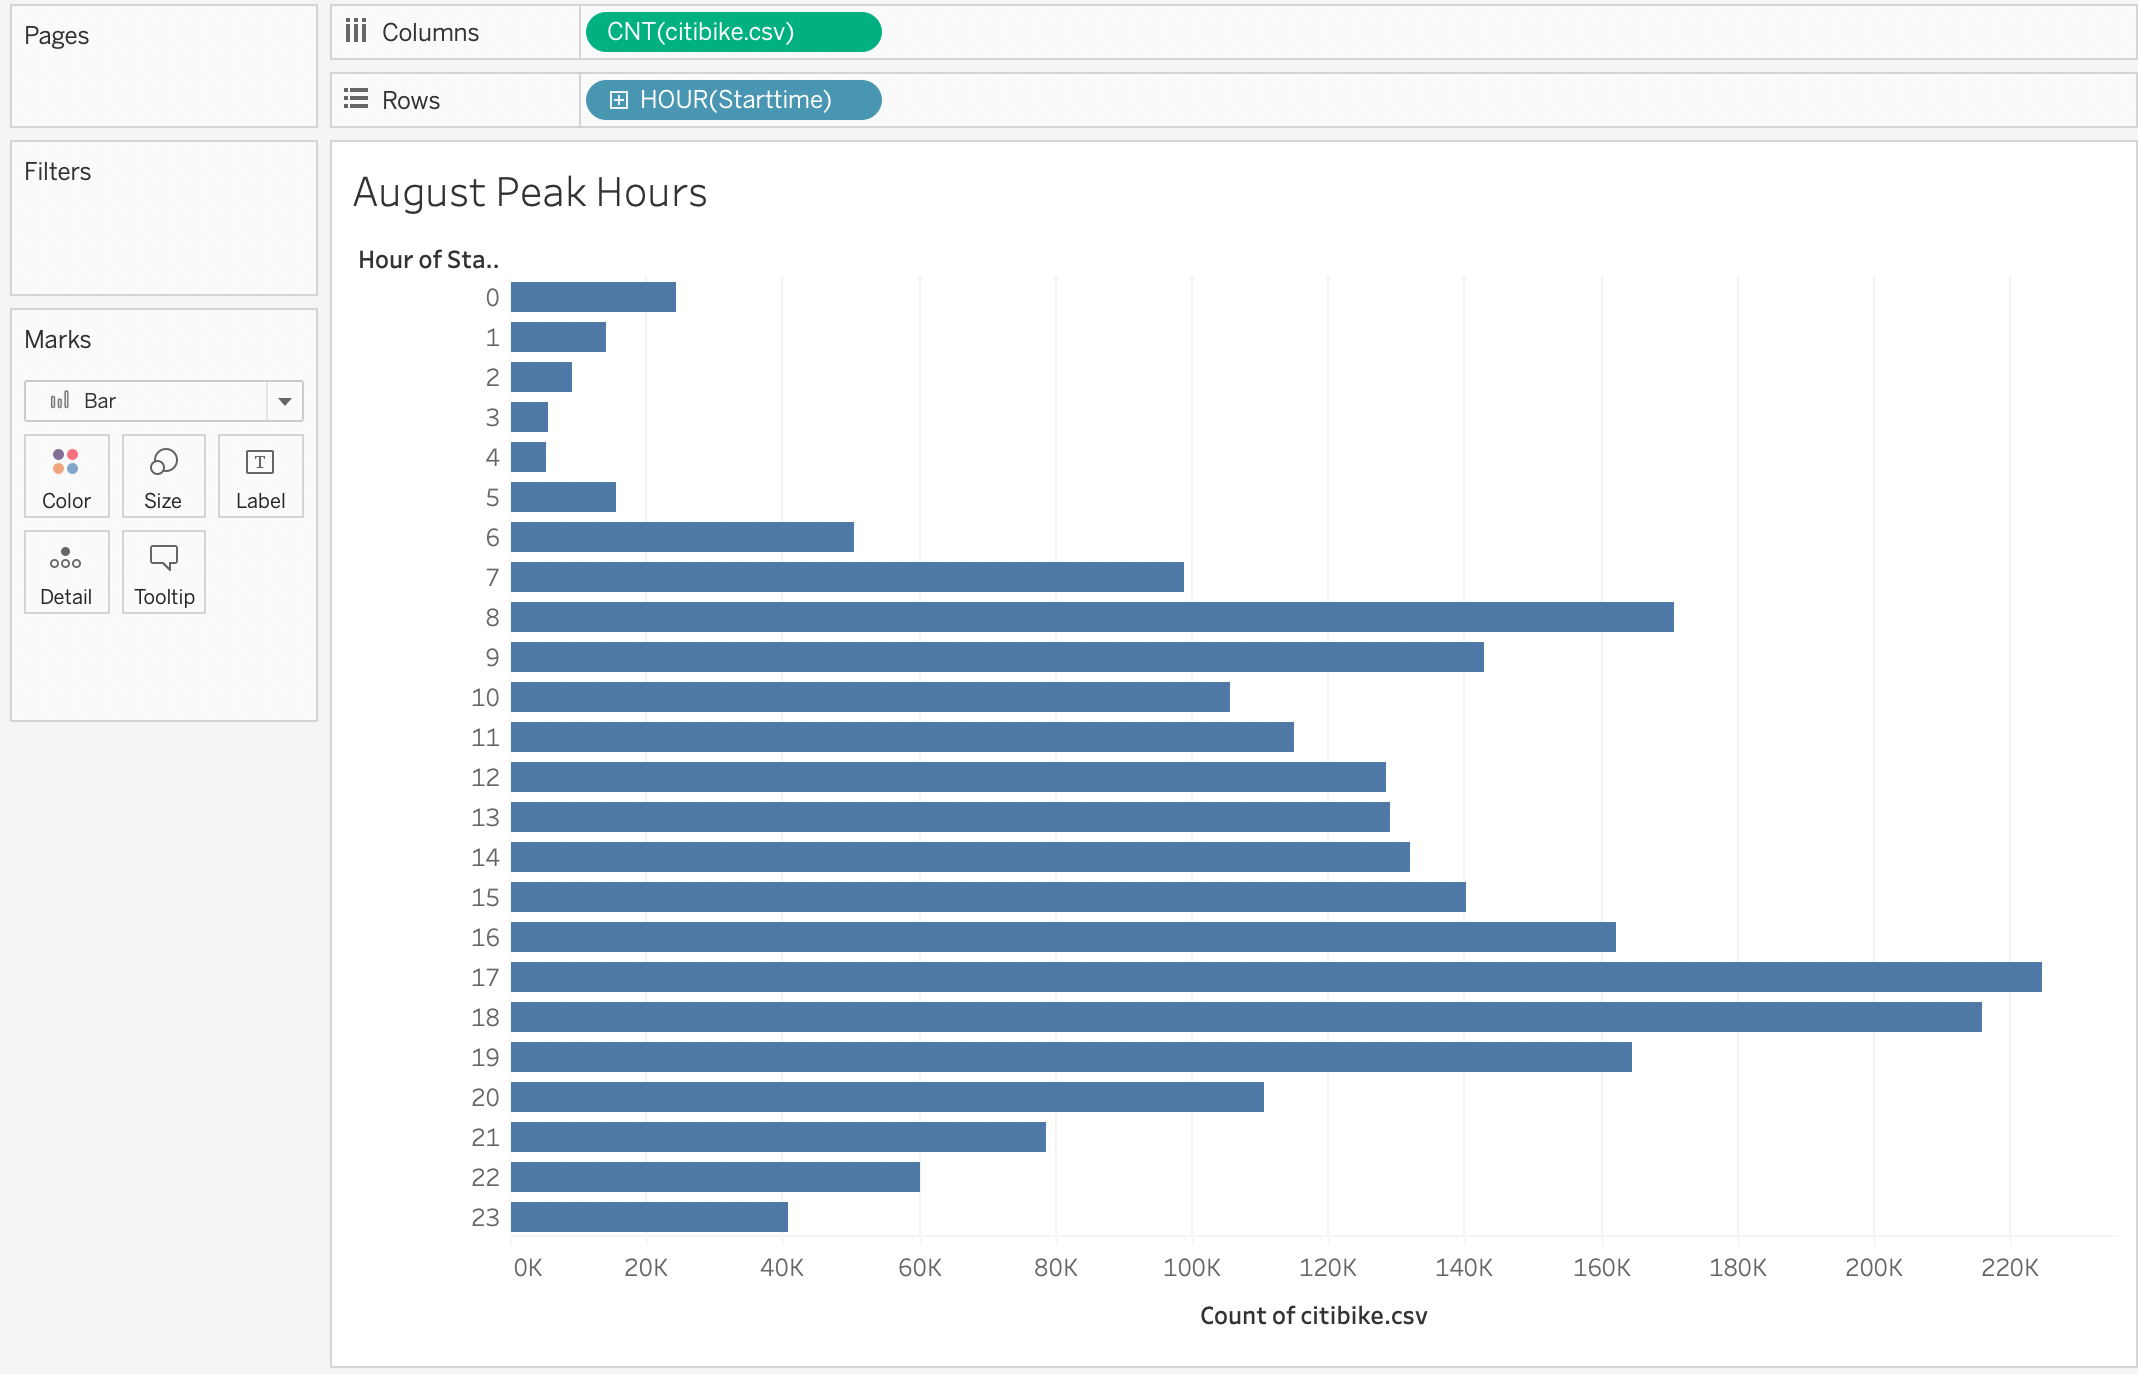 Pages
Columns
CNT(citibike.csv)
Rows
HOUR(Starttime)
Filters
Marks
Bar
Color
Size
T
Label
Detail
Tooltip
August Peak Hours
Hour of Sta..
0
1
2
3
4
5
6
7
8
9
10
11
12
13
14
15
16
17
18
19
20
21
22
23
0K 20K 40K 60K 80K 100K 120K 140K 160K 180K 200K 220K
Count of citibike.csv